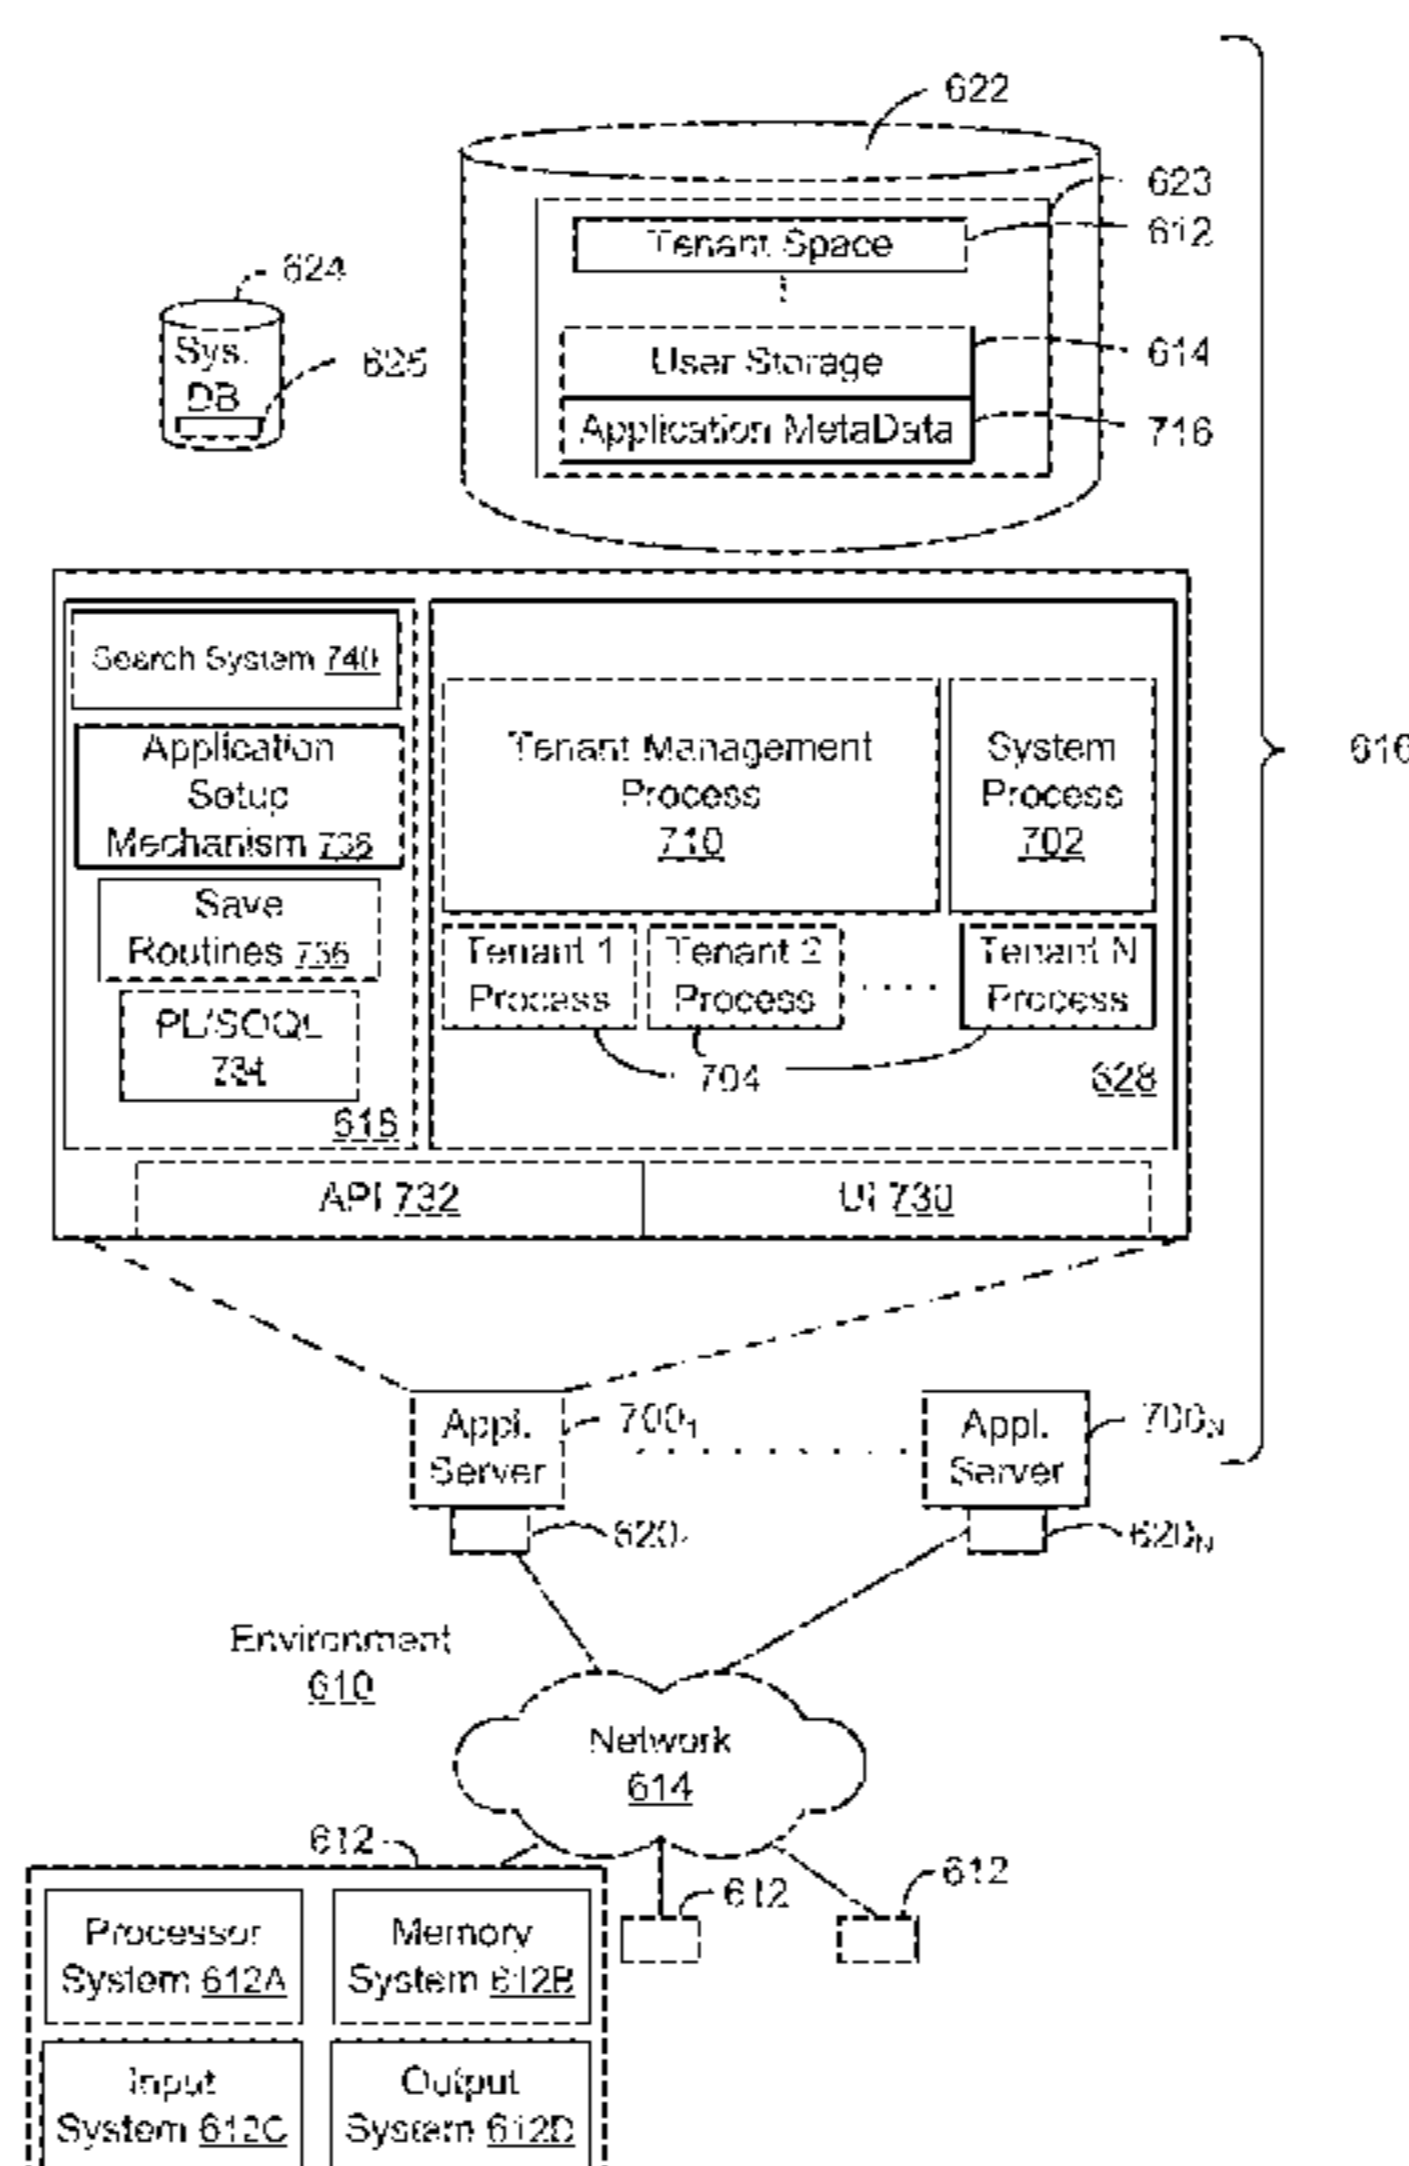 622
623
Tenant Space
612
624
Sys.
DB
625
User Storage
614
Application MetaData
716
Search System 740
Application
Setup
Mechanism 738
Save
Routines 736
PL/SOQL
734
618
Tenant Management
Process
710
System
Process
702
Tenant 1
Process
Tenant 2
Process
. . . .
Tenant N
Process
704
628
API 732
UI 730
616
Appl.
Server
700₁
Appl.
Server
700N
620₁
620N
Environment
610
Network
614
612
612
612
Processor
System 612A
Memory
System 612B
Input
System 612C
Output
System 612D